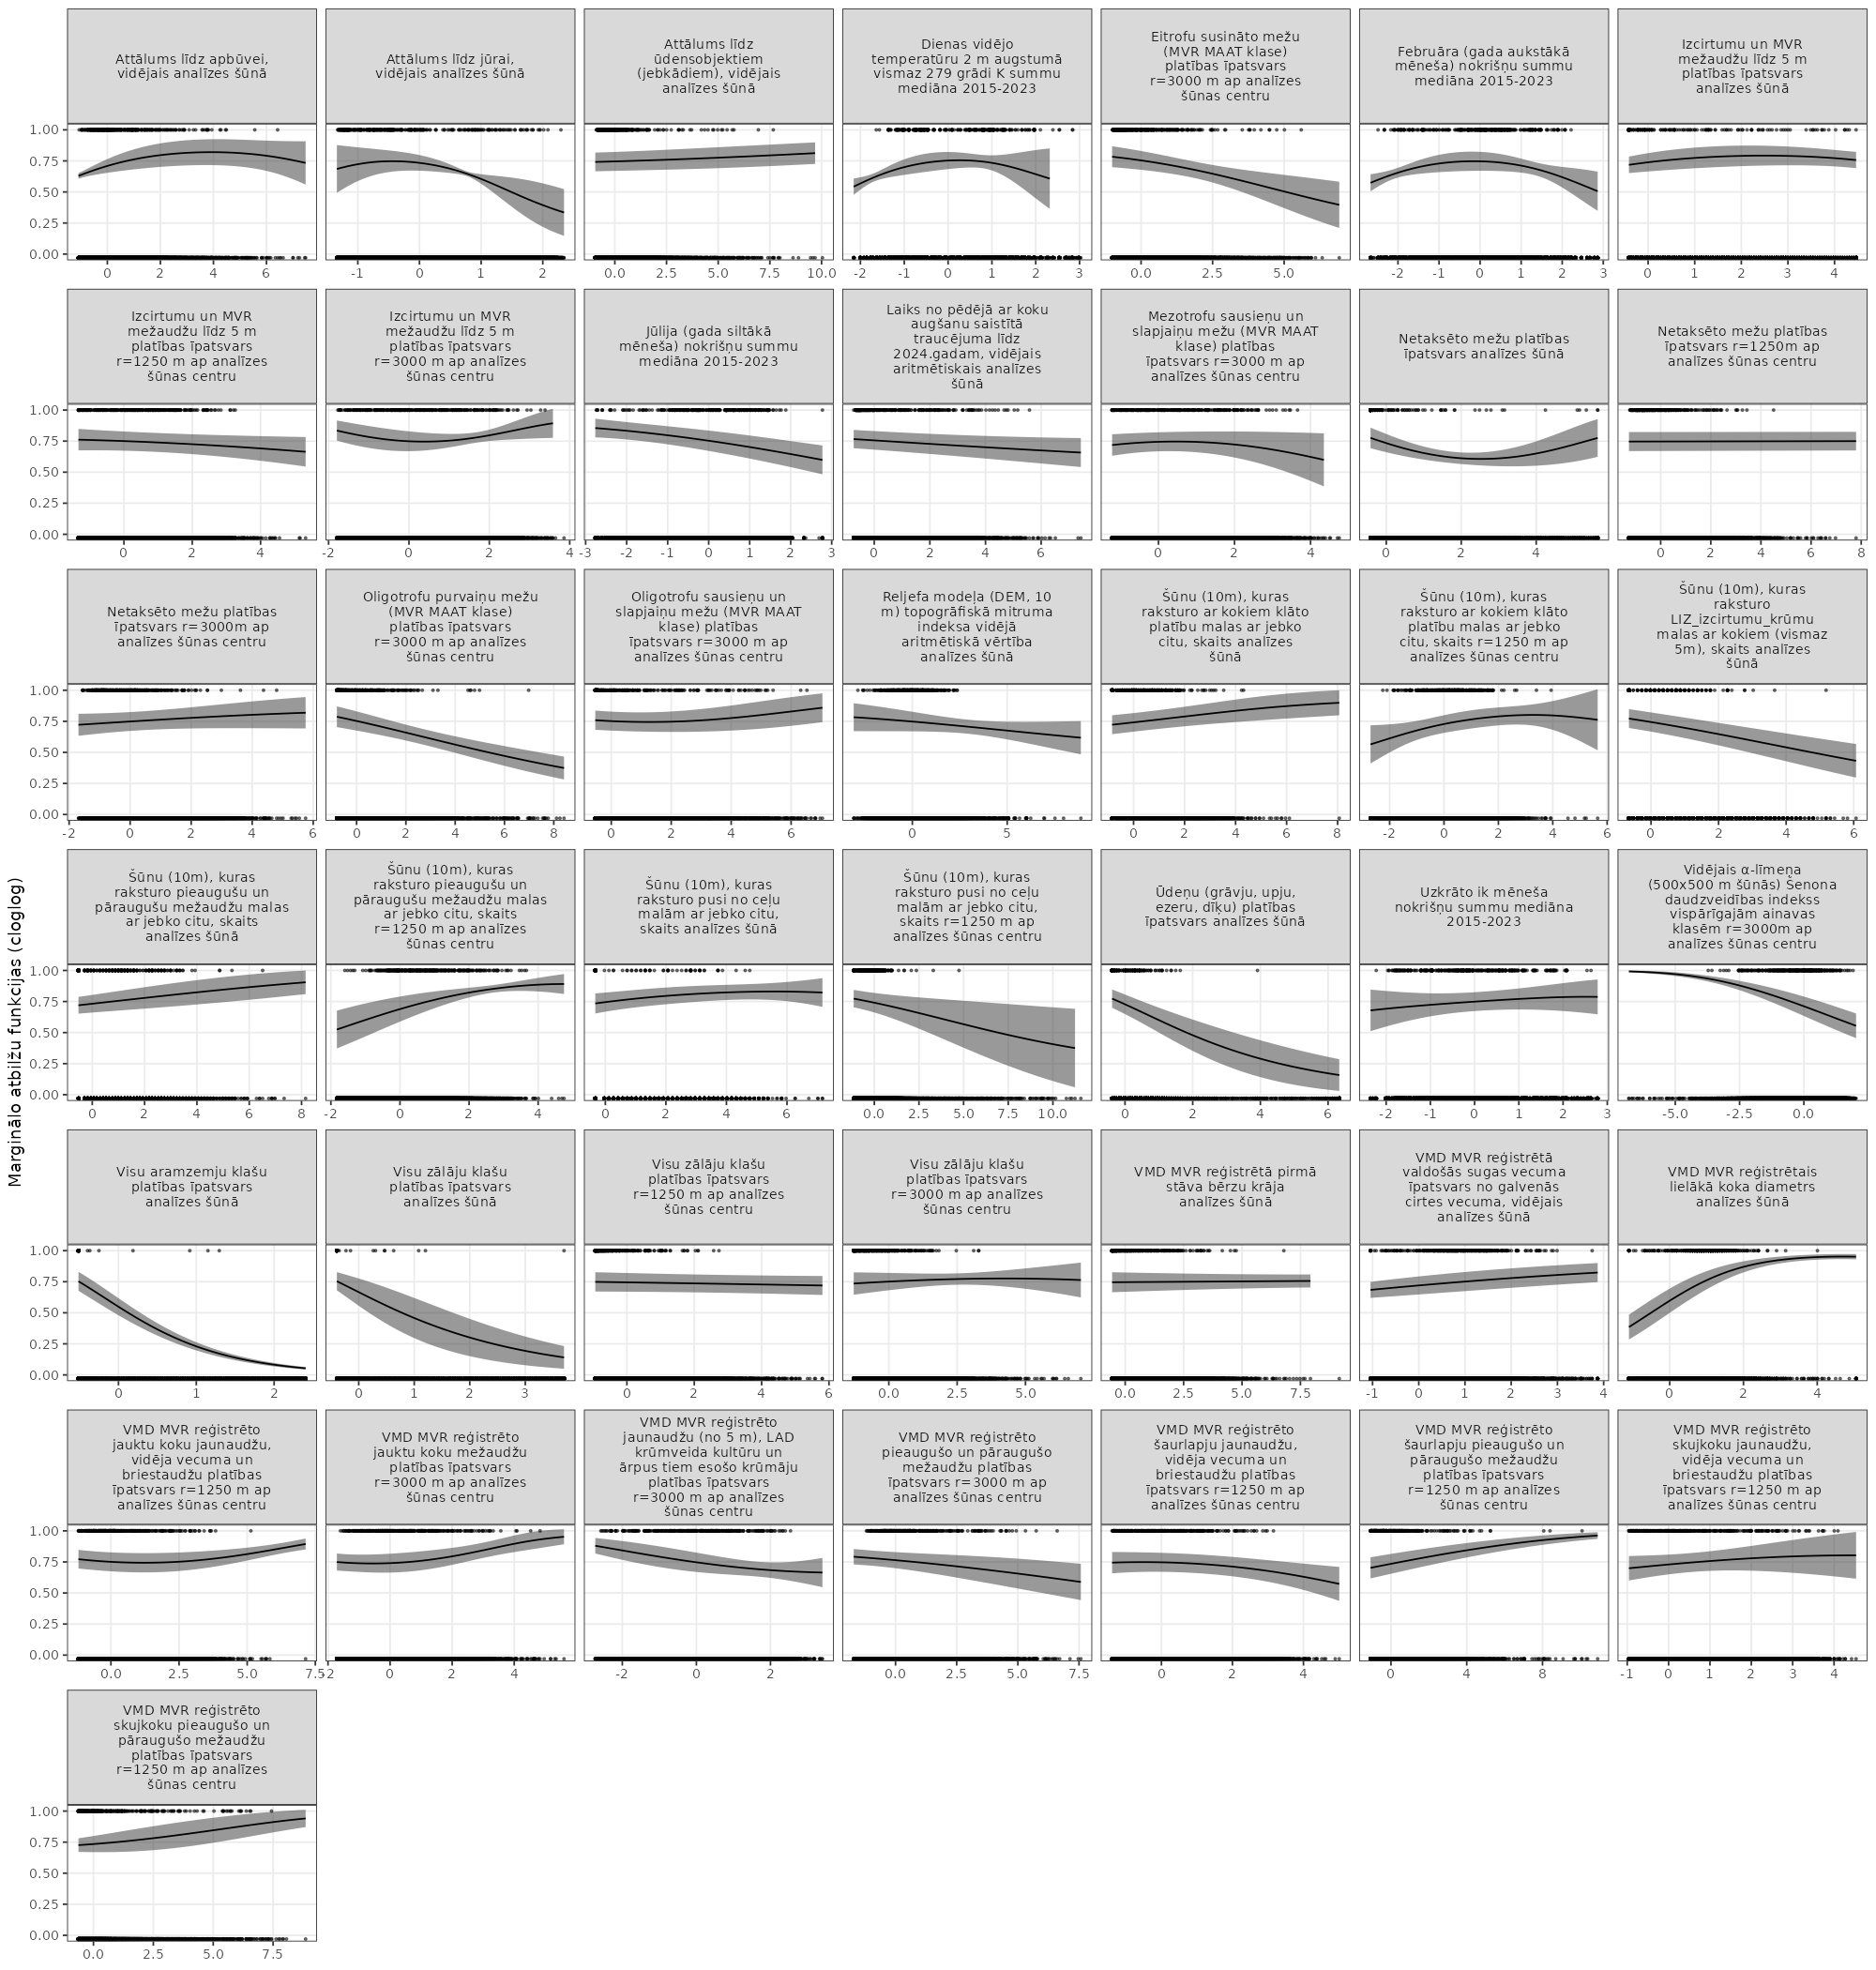 Attālums līdz apbūvei,
vidējais analīzes šūnā
Attālums līdz jūrai,
vidējais analīzes šūnā
Attālums līdz
ūdensobjektiem
(jebkādiem), vidējais
analīzes šūnā
Dienas vidējo
temperatūru 2 m augstumā
vismaz 279 grādi K summu
mediāna 2015-2023
Eitrofu susināto mežu
(MVR MAAT klase)
platības īpatsvars
r=3000 m ap analīzes
šūnas centru
Februāra (gada aukstākā
mēneša) nokrišņu summu
mediāna 2015-2023
Izcirtumu un MVR
mežaudžu līdz 5 m
platības īpatsvars
analīzes šūnā
1.00
0.75
0.50
0.25
0.00
0 2 4 6
-1 0 1 2
0.0 2.5 5.0 7.5 10.0
-2 -1 0 1 2 3
0.0 2.5 5.0
-2 -1 0 1 2 3
0 1 2 3 4
Izcirtumu un MVR
mežaudžu līdz 5 m
platības īpatsvars
r=1250 m ap analīzes
šūnas centru
Izcirtumu un MVR
mežaudžu līdz 5 m
platības īpatsvars
r=3000 m ap analīzes
šūnas centru
Jūlija (gada siltākā
mēneša) nokrišņu summu
mediāna 2015-2023
Laiks no pēdējā ar koku
augšanu saistītā
traucējuma līdz
2024.gadam, vidējais
aritmētiskais analīzes
šūnā
Mezotrofu sausieņu un
slapjaiņu mežu (MVR MAAT
klase) platības
īpatsvars r=3000 m ap
analīzes šūnas centru
Netaksēto mežu platības
īpatsvars analīzes šūnā
Netaksēto mežu platības
īpatsvars r=1250m ap
analīzes šūnas centru
1.00
0.75
0.50
0.25
0.00
0 2 4
-2 0 2 4
-3 -2 -1 0 1 2 3
0 2 4 6
0 2 4
0 2 4
0 2 4 6 8
Netaksēto mežu platības
īpatsvars r=3000m ap
analīzes šūnas centru
Oligotrofu purvaiņu mežu
(MVR MAAT klase)
platības īpatsvars
r=3000 m ap analīzes
šūnas centru
Oligotrofu sausieņu un
slapjaiņu mežu (MVR MAAT
klase) platības
īpatsvars r=3000 m ap
analīzes šūnas centru
Reljefa modeļa (DEM, 10
m) topogrāfiskā mitruma
indeksa vidējā
aritmētiskā vērtība
analīzes šūnā
Šūnu (10m), kuras
raksturo ar kokiem klāto
platību malas ar jebko
citu, skaits analīzes
šūnā
Šūnu (10m), kuras
raksturo ar kokiem klāto
platību malas ar jebko
citu, skaits r=1250 m ap
analīzes šūnas centru
Šūnu (10m), kuras
raksturo
LIZ_izcirtumu_krūmu
malas ar kokiem (vismaz
5m), skaits analīzes
šūnā
1.00
0.75
0.50
0.25
0.00
-2 0 2 4 6
0 2 4 6 8
0 2 4 6
0 5
0 2 4 6 8
-2 0 2 4 6
0 2 4 6
Marginālo atbilžu funkcijas (cloglog)
Šūnu (10m), kuras
raksturo pieaugušu un
pāraugušu mežaudžu malas
ar jebko citu, skaits
analīzes šūnā
Šūnu (10m), kuras
raksturo pieaugušu un
pāraugušu mežaudžu malas
ar jebko citu, skaits
r=1250 m ap analīzes
šūnas centru
Šūnu (10m), kuras
raksturo pusi no ceļu
malām ar jebko citu,
skaits analīzes šūnā
Šūnu (10m), kuras
raksturo pusi no ceļu
malām ar jebko citu,
skaits r=1250 m ap
analīzes šūnas centru
Ūdeņu (grāvju, upju,
ezeru, dīķu) platības
īpatsvars analīzes šūnā
Uzkrāto ik mēneša
nokrišņu summu mediāna
2015-2023
Vidējais α-līmeņa
(500x500 m šūnās) Šenona
daudzveidības indekss
vispārīgajām ainavas
klasēm r=3000m ap
analīzes šūnas centru
1.00
0.75
0.50
0.25
0.00
0 2 4 6 8
-2 0 2 4
0 2 4 6
0.0 2.5 5.0 7.5 10.0
0 2 4 6
-2 -1 0 1 2 3
-5.0 -2.5 0.0
Visu aramzemju klašu
platības īpatsvars
analīzes šūnā
Visu zālāju klašu
platības īpatsvars
analīzes šūnā
Visu zālāju klašu
platības īpatsvars
r=1250 m ap analīzes
šūnas centru
Visu zālāju klašu
platības īpatsvars
r=3000 m ap analīzes
šūnas centru
VMD MVR reģistrētā pirmā
stāva bērzu krāja
analīzes šūnā
VMD MVR reģistrētā
valdošās sugas vecuma
īpatsvars no galvenās
cirtes vecuma, vidējais
analīzes šūnā
VMD MVR reģistrētais
lielākā koka diametrs
analīzes šūnā
1.00
0.75
0.50
0.25
0.00
0 1 2
0 1 2 3
0 2 4 6
0.0 2.5 5.0
0.0 2.5 5.0 7.5
-1 0 1 2 3 4
0 2 4
VMD MVR reģistrēto
jauktu koku jaunaudžu,
vidēja vecuma un
briestaudžu platības
īpatsvars r=1250 m ap
analīzes šūnas centru
VMD MVR reģistrēto
jauktu koku mežaudžu
platības īpatsvars
r=3000 m ap analīzes
šūnas centru
VMD MVR reģistrēto
jaunaudžu (no 5 m), LAD
krūmveida kultūru un
ārpus tiem esošo krūmāju
platības īpatsvars
r=3000 m ap analīzes
šūnas centru
VMD MVR reģistrēto
pieaugušo un pāraugušo
mežaudžu platības
īpatsvars r=3000 m ap
analīzes šūnas centru
VMD MVR reģistrēto
šaurlapju jaunaudžu,
vidēja vecuma un
briestaudžu platības
īpatsvars r=1250 m ap
analīzes šūnas centru
VMD MVR reģistrēto
šaurlapju pieaugušo un
pāraugušo mežaudžu
platības īpatsvars
r=1250 m ap analīzes
šūnas centru
VMD MVR reģistrēto
skujkoku jaunaudžu,
vidēja vecuma un
briestaudžu platības
īpatsvars r=1250 m ap
analīzes šūnas centru
1.00
0.75
0.50
0.25
0.00
0.0 2.5 5.0 7.5
-2 0 2 4
-2 0 2
0.0 2.5 5.0 7.5
0 2 4
0 4 8
-1 0 1 2 3 4
VMD MVR reģistrēto
skujkoku pieaugušo un
pāraugušo mežaudžu
platības īpatsvars
r=1250 m ap analīzes
šūnas centru
1.00
0.75
0.50
0.25
0.00
0.0 2.5 5.0 7.5